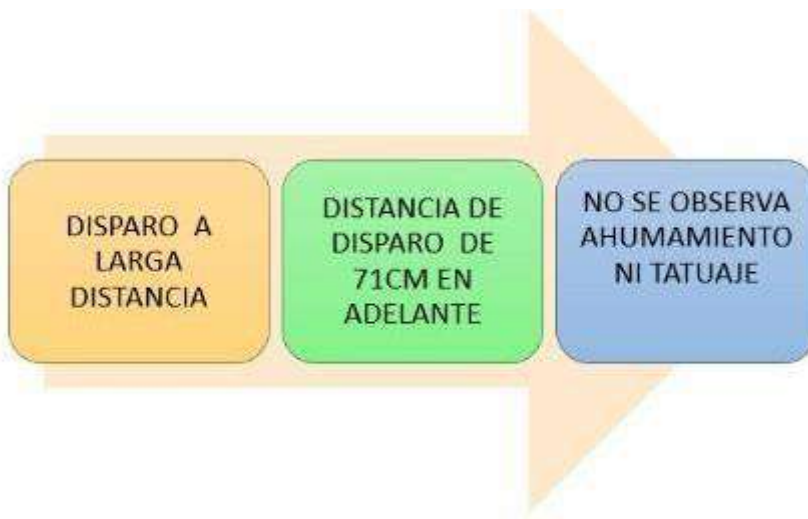 DISPARO A
LARGA
DISTANCIA
DISTANCIA DE
DISPARO DE
71CM EN
ADELANTE
NO SE OBSERVA
AHUMAMIENTO
NI TATUAJE